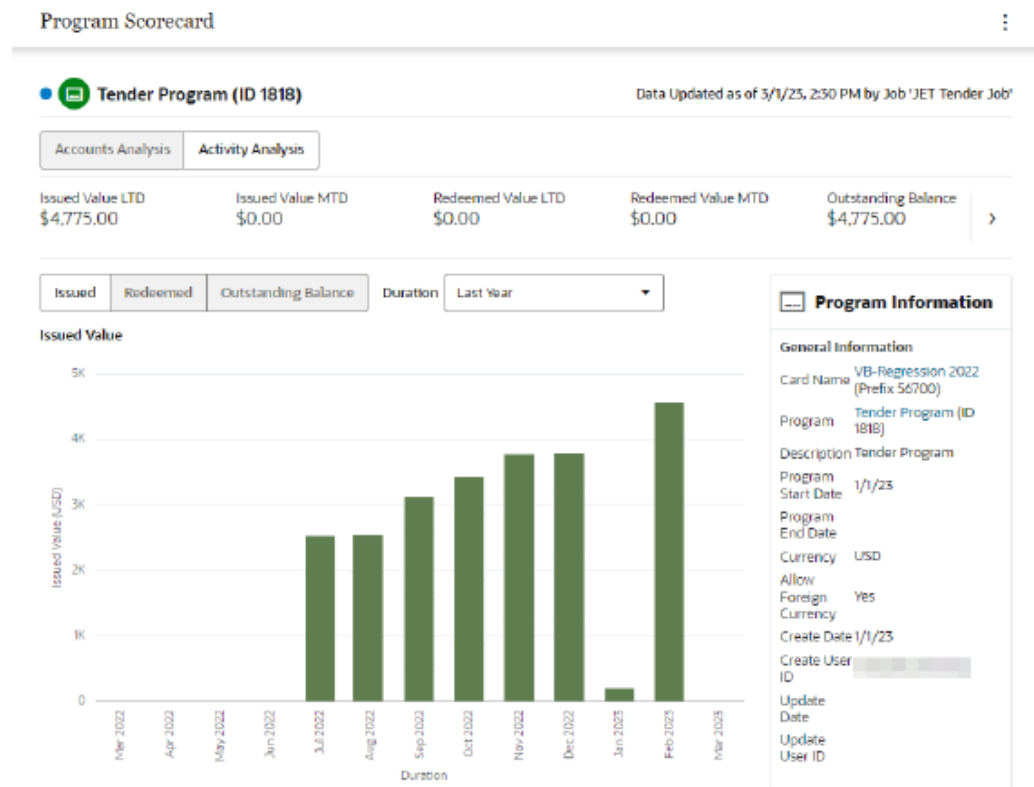 Program Scorecard
Tender Program (ID 1818)
Data Updated as of 3/1/23, 2:30 PM by Job 'JET Tender Job'
Accounts Analysis
Activity Analysis
Issued Value LTD
$4,775.00
Issued Value MTD
$0.00
Redeemed Value LTD
$0.00
Redeemed Value MTD
$0.00
Outstanding Balance
$4,775.00
Issued
Redeemed
Outstanding Balance
Duration
Last Year
Issued Value
5K
4K
3K
2K
1K
0
Issued Value (USD)
Mar 2022
Apr 2022
May 2022
Jun 2022
Jul 2022
Aug 2022
Sep 2022
Oct 2022
Nov 2022
Dec 2022
Jan 2023
Feb 2023
Mar 2023
Duration
Program Information
General Information
Card Name
VB-Regression 2022
(Prefix 56700)
Program
Tender Program (ID
1818)
Description Tender Program
Program
Start Date
1/1/23
Program
End Date
Currency USD
Allow
Foreign
Currency
Yes
Create Date 1/1/23
Create User
ID
Update
Date
Update
User ID